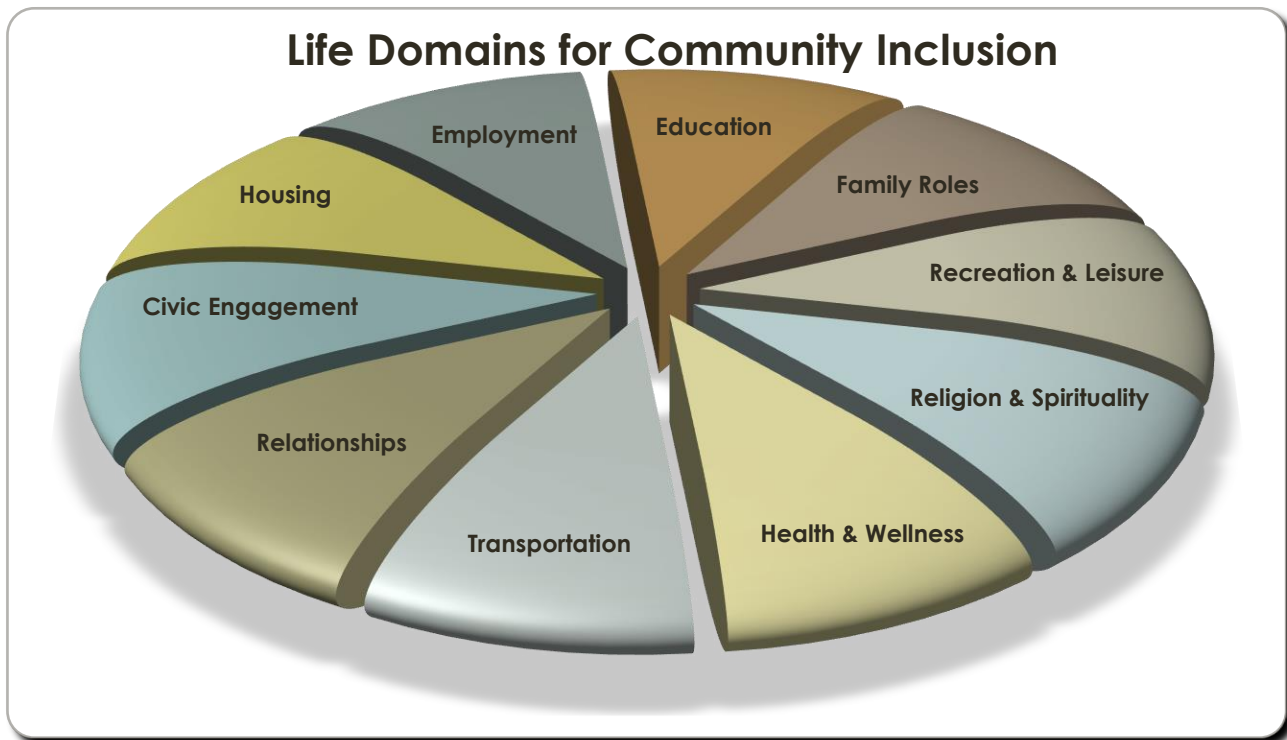 Life Domains for Community Inclusion
Education
Family Roles
Recreation & Leisure
Religion & Spirituality
Health & Wellness
Transportation
Relationships
Civic Engagement
Housing
Employment